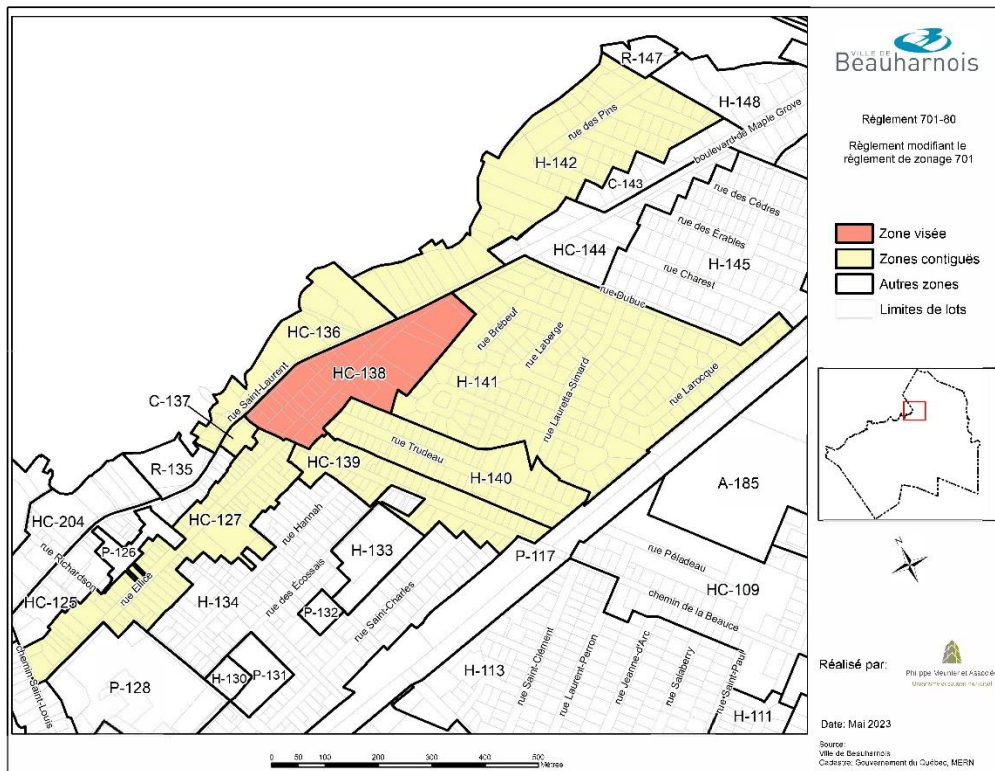 R-147
H-148
rue des Pins
boulevard de Maple Grove
H-142
C-143
rue des Cèdres
rue des Érables
HC-144
H-145
rue Charest
rue Dubuc
HC-136
rue Brébeuf
rue Laberge
HC-138
H-141
rue Lauretta-Simard
rue Larocque
rue Saint-Laurent
C-137
rue Trudeau
R-135
HC-139
H-140
A-185
HC-204
HC-127
rue Hannah
P-126
H-133
P-117
rue Péladeau
rue Richardson
rue Ellice
rue des Écossais
HC-109
HC-125
H-134
P-132
rue Saint-Charles
chemin de la Beauce
chemin Saint-Louis
P-128
H-130
P-131
H-113
rue Saint-Clément
rue Laurent-Perron
rue Jeanne-d'Arc
rue Salaberry
rue Saint-Paul
H-111
0 50 100 200 300 400 500
Mètres
VILLE DE
Beauharnois
Règlement 701-80
Règlement modifiant le
règlement de zonage 701
Zone visée
Zones contiguës
Autres zones
Limites de lots
N
Réalisé par:
Philippe Meunier et Associés
Date: Mai 2023
Source:
Ville de Beauharnois
Cadastre: Gouvernement du Québec, MERN